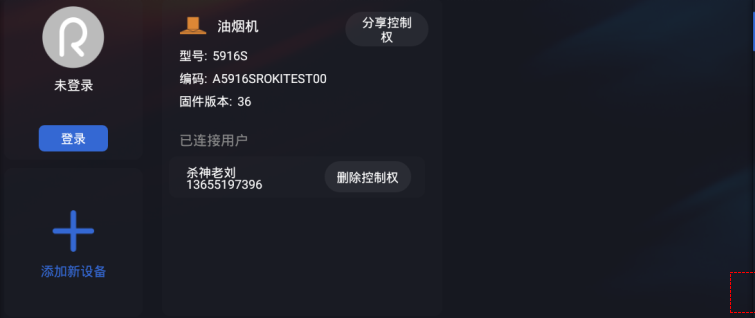 未登录
登录
添加新设备
油烟机
分享控制
权
型号: 5916S
编码: A5916SROKITEST00
固件版本: 36
已连接用户
杀神老刘
13655197396
删除控制权